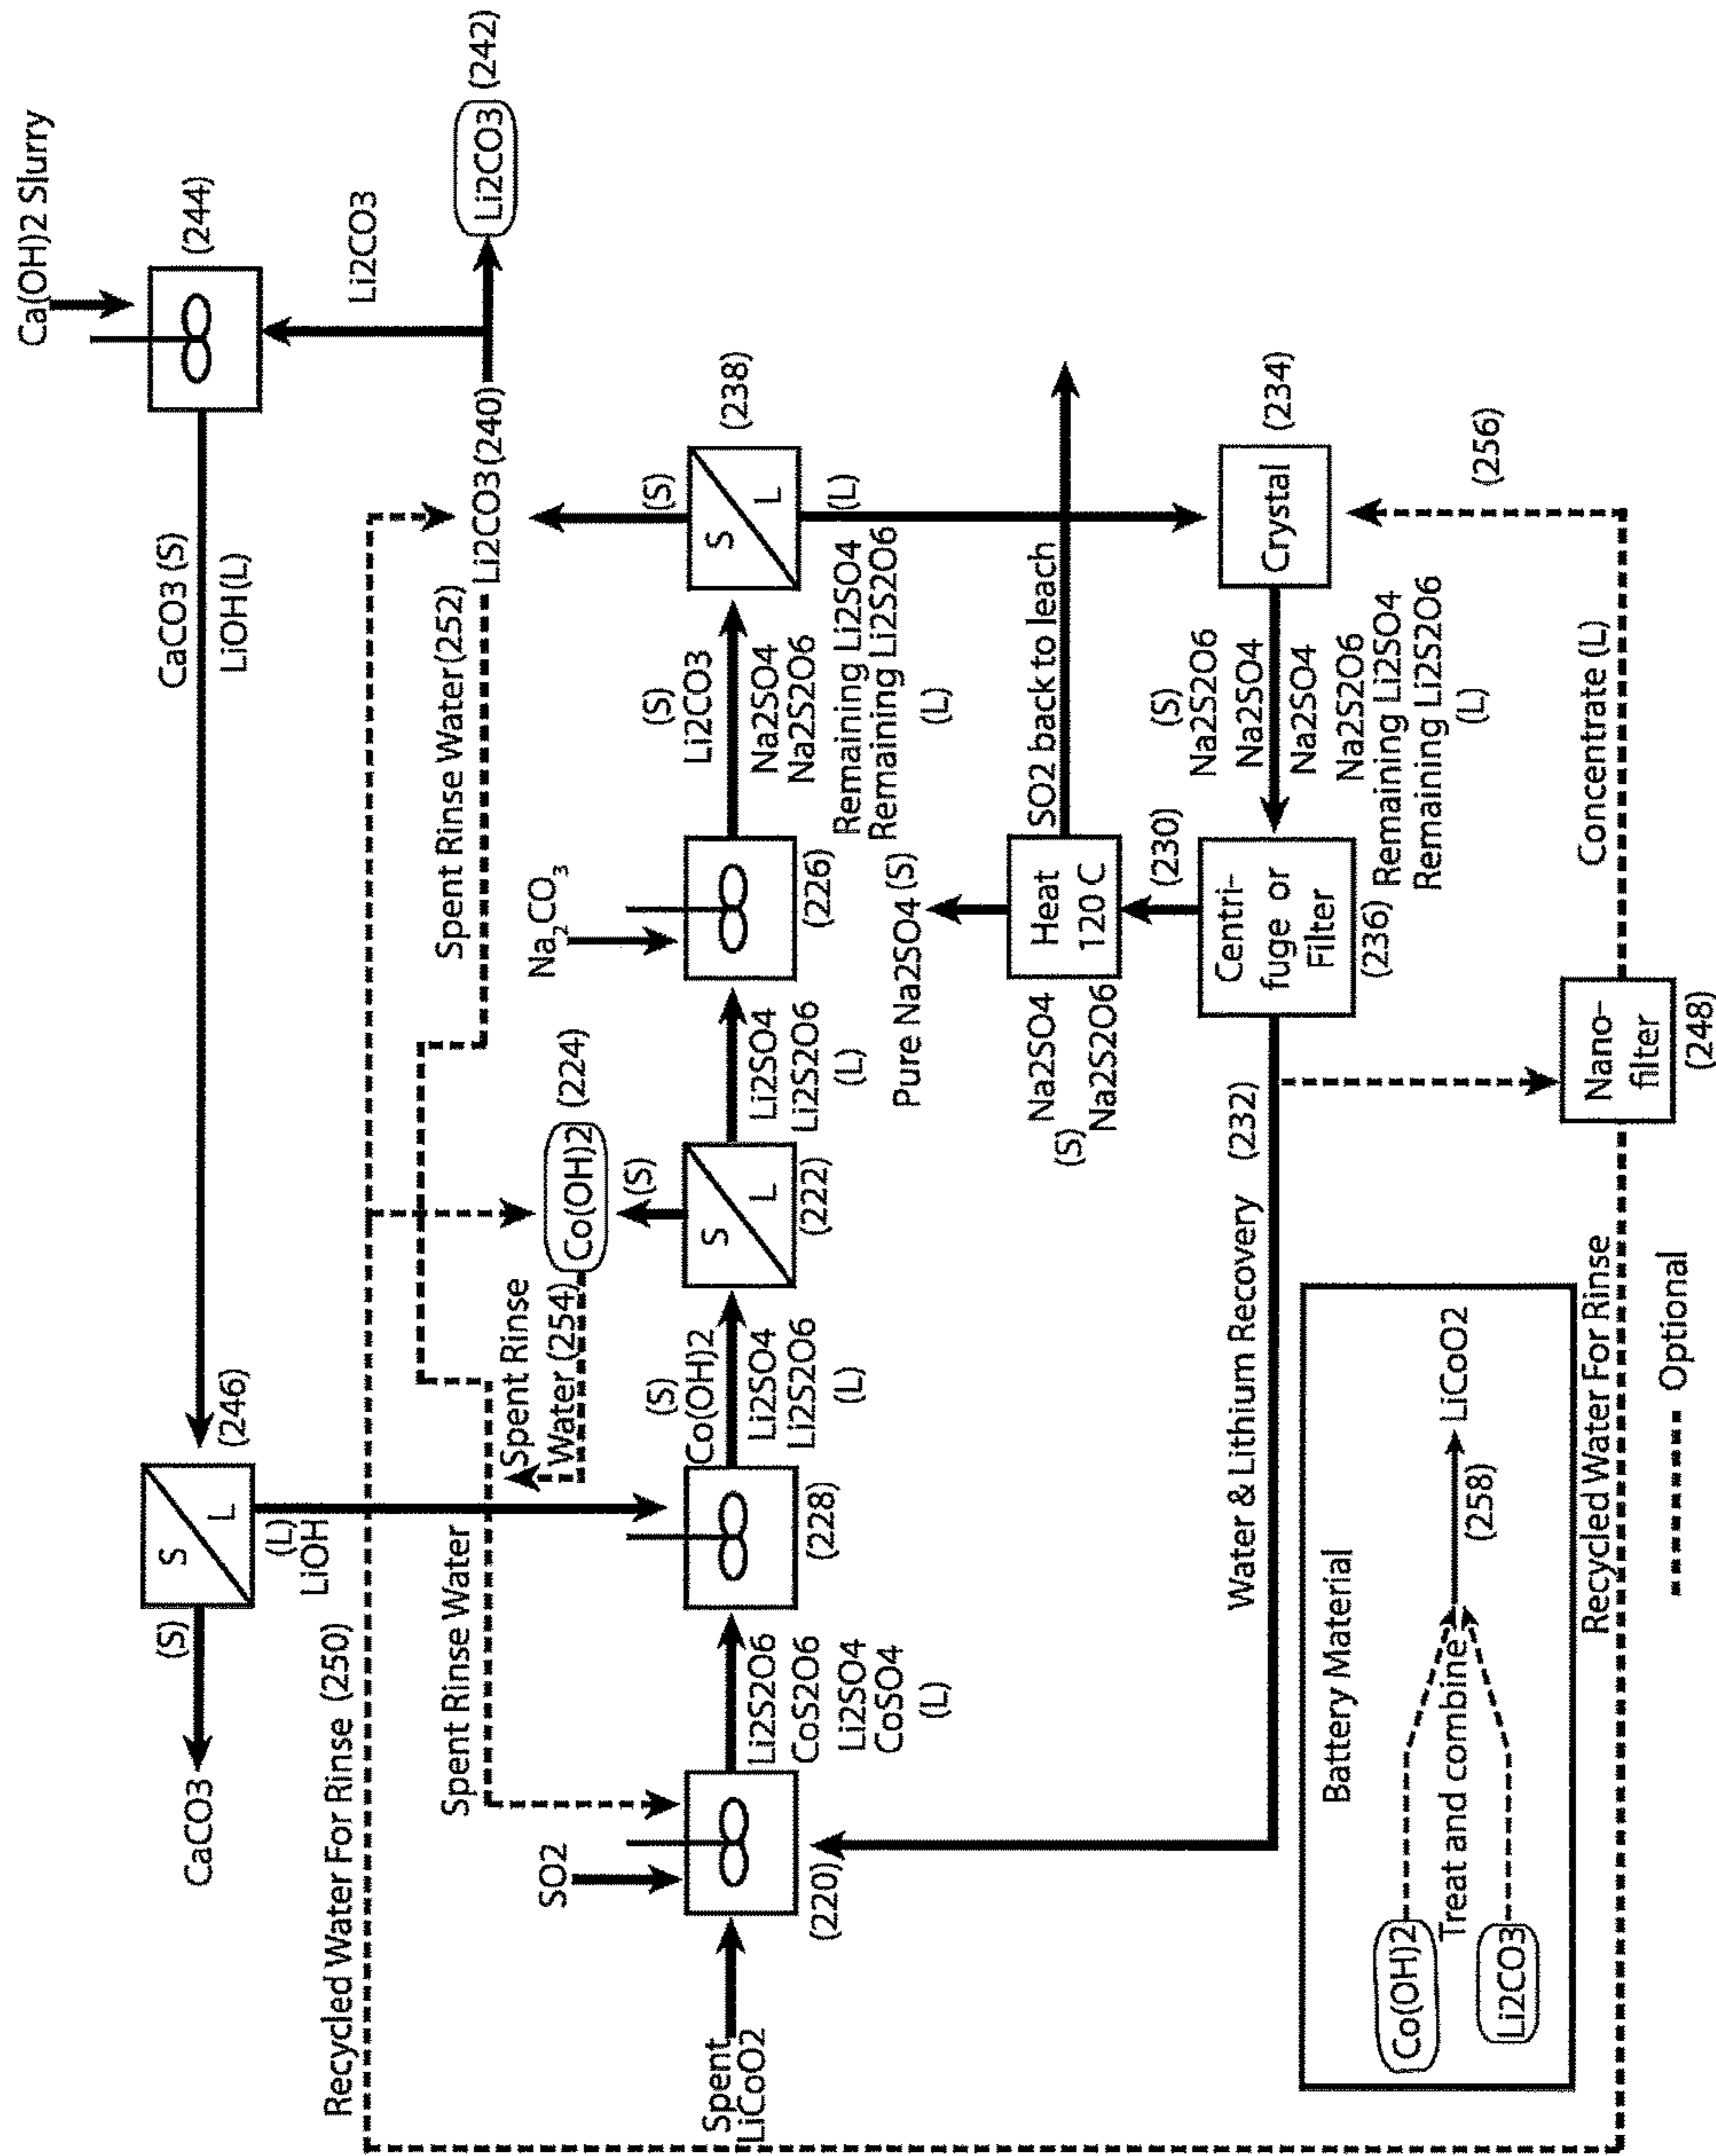 Ca(OH)2 Slurry
(244)
Li2CO3
Li2CO3
(242)
CaCO3 (S)
LiOH(L)
(246)
S
L
(S)
CaCO3
(L)
LiOH
Recycled Water For Rinse (250)
Spent Rinse Water(252)
Li2CO3(240)
Spent Rinse Water
Spent Rinse
Water(254)
Co(OH)2
(224)
(S)
(S)
Spent
LiCoO2
SO2
(220)
Li2S2O6
CoS2O6
Li2SO4
CoSO4
(L)
(228)
(S)
Co(OH)2
Li2SO4
Li2S2O6
(L)
S
L
(222)
Li2SO4
Li2S2O6
(L)
Na2CO3
(226)
(S)
Li2CO3
Na2SO4
Na2S2O6
Remaining Li2SO4
Remaining Li2S2O6
(L)
S
L
(238)
(L)
Pure Na2SO4 (S)
Heat
120 C
SO2 back to leach
Na2SO4
(S)
Na2S2O6
(230)
Centri-
fuge or
Filter
(236)
(S)
Na2S2O6
Na2SO4
Na2SO4
Na2S2O6
Remaining Li2SO4
Remaining Li2S2O6
(L)
Crystal
(234)
(256)
Water & Lithium Recovery
(232)
Concentrate (L)
Nano-
filter
(248)
Recycled Water For Rinse
Battery Material
Co(OH)2
Treat and combine
Li2CO3
(258)
LiCoO2
Optional